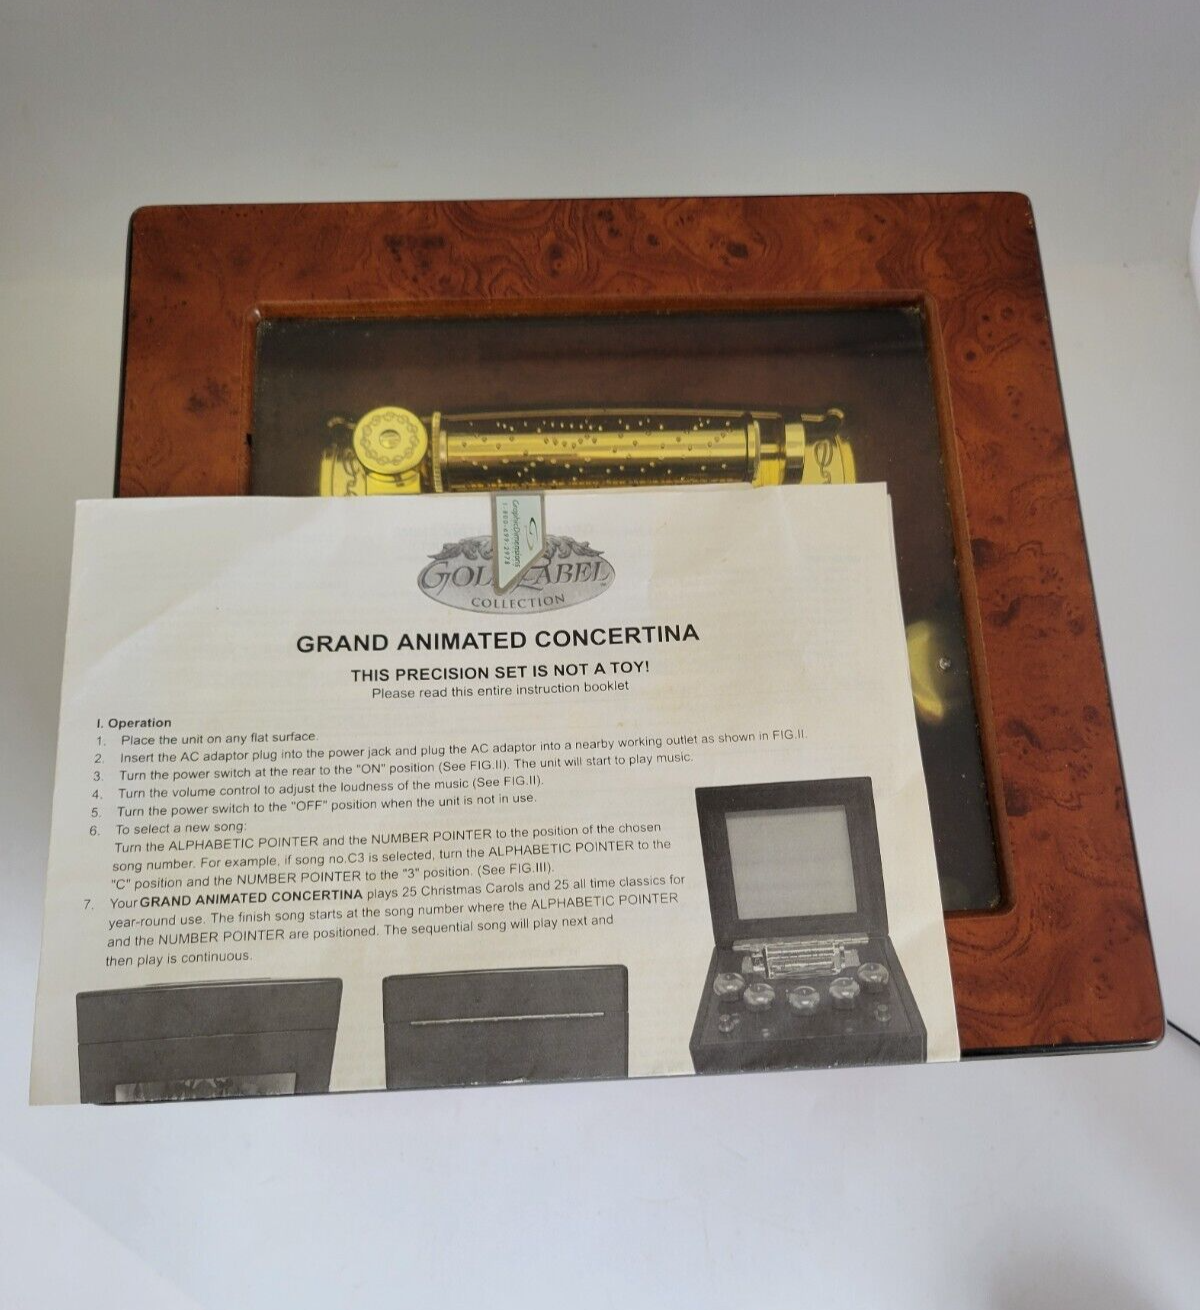 GraphicDimensions
1-800-699-2978
GOLD LABEL
COLLECTION
GRAND ANIMATED CONCERTINA
THIS PRECISION SET IS NOT A TOY!
Please read this entire instruction booklet
I. Operation
1. Place the unit on any flat surface.
2. Insert the AC adaptor plug into the power jack and plug the AC adaptor into a nearby working outlet as shown in FIG.II.
3. Turn the power switch at the rear to the "ON" position (See FIG.II). The unit will start to play music.
4. Turn the volume control to adjust the loudness of the music (See FIG.II).
5. Turn the power switch to the "OFF" position when the unit is not in use.
6. To select a new song:
Turn the ALPHABETIC POINTER and the NUMBER POINTER to the position of the chosen
song number. For example, if song no.C3 is selected, turn the ALPHABETIC POINTER to the
"C" position and the NUMBER POINTER to the "3" position. (See FIG.III).
7. Your GRAND ANIMATED CONCERTINA plays 25 Christmas Carols and 25 all time classics for
year-round use. The finish song starts at the song number where the ALPHABETIC POINTER
and the NUMBER POINTER are positioned. The sequential song will play next and
then play is continuous.